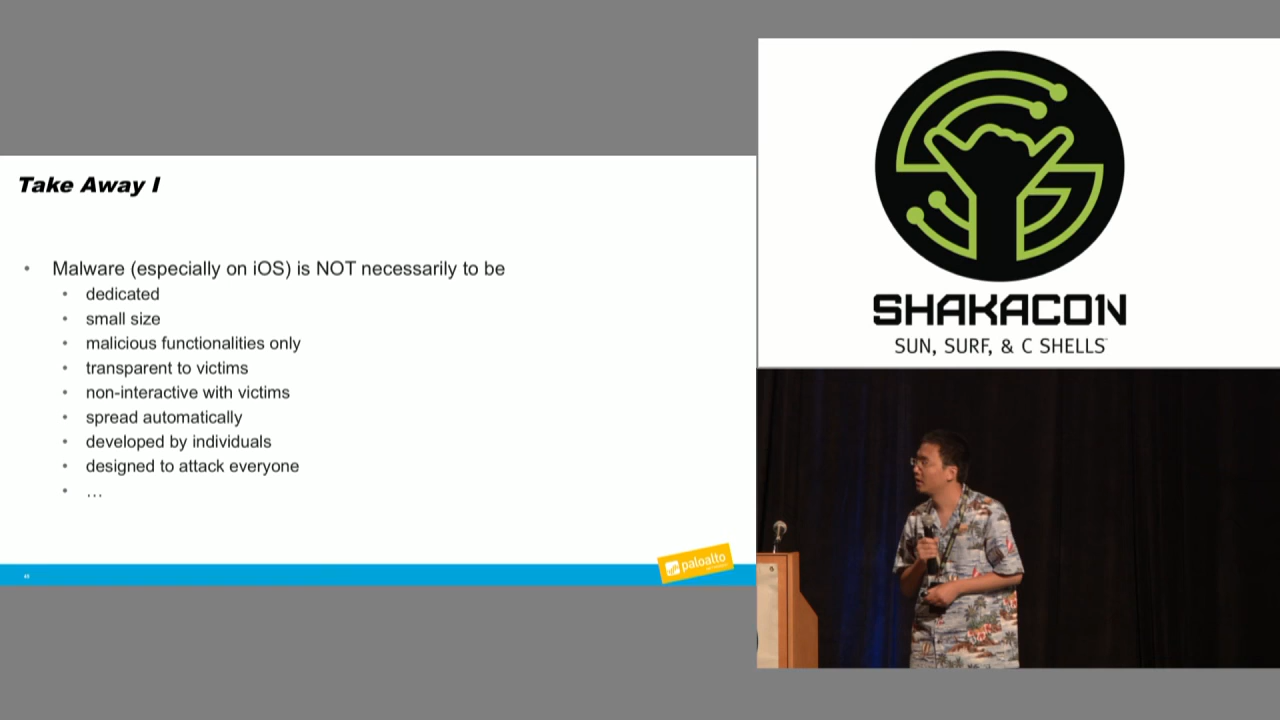 Take Away I
• Malware (especially on iOS) is NOT necessarily to be
• dedicated
• small size
• malicious functionalities only
• transparent to victims
• non-interactive with victims
• spread automatically
• developed by individuals
• designed to attack everyone
• …
paloalto
SHAKACON
SUN, SURF, & C SHELLS